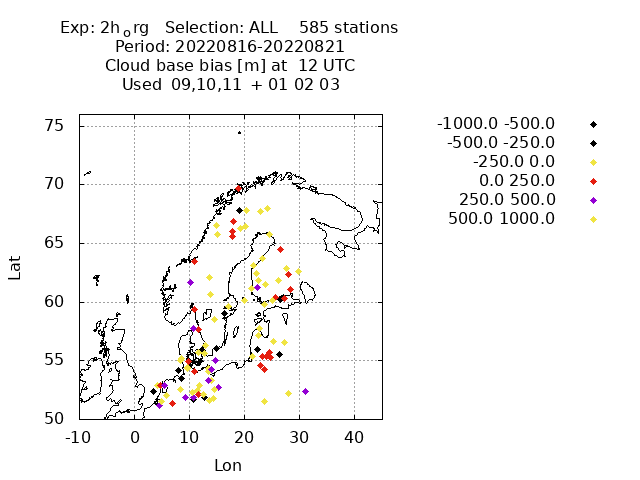 Exp: 2horg Selection: ALL 585 stations
Period: 20220816-20220821
Cloud base bias [m] at 12 UTC
Used 09,10,11 + 01 02 03
-1000.0 -500.0
-500.0 -250.0
-250.0 0.0
0.0 250.0
250.0 500.0
500.0 1000.0
75
70
65
60
55
50
Lat
-10 0 10 20 30 40
Lon